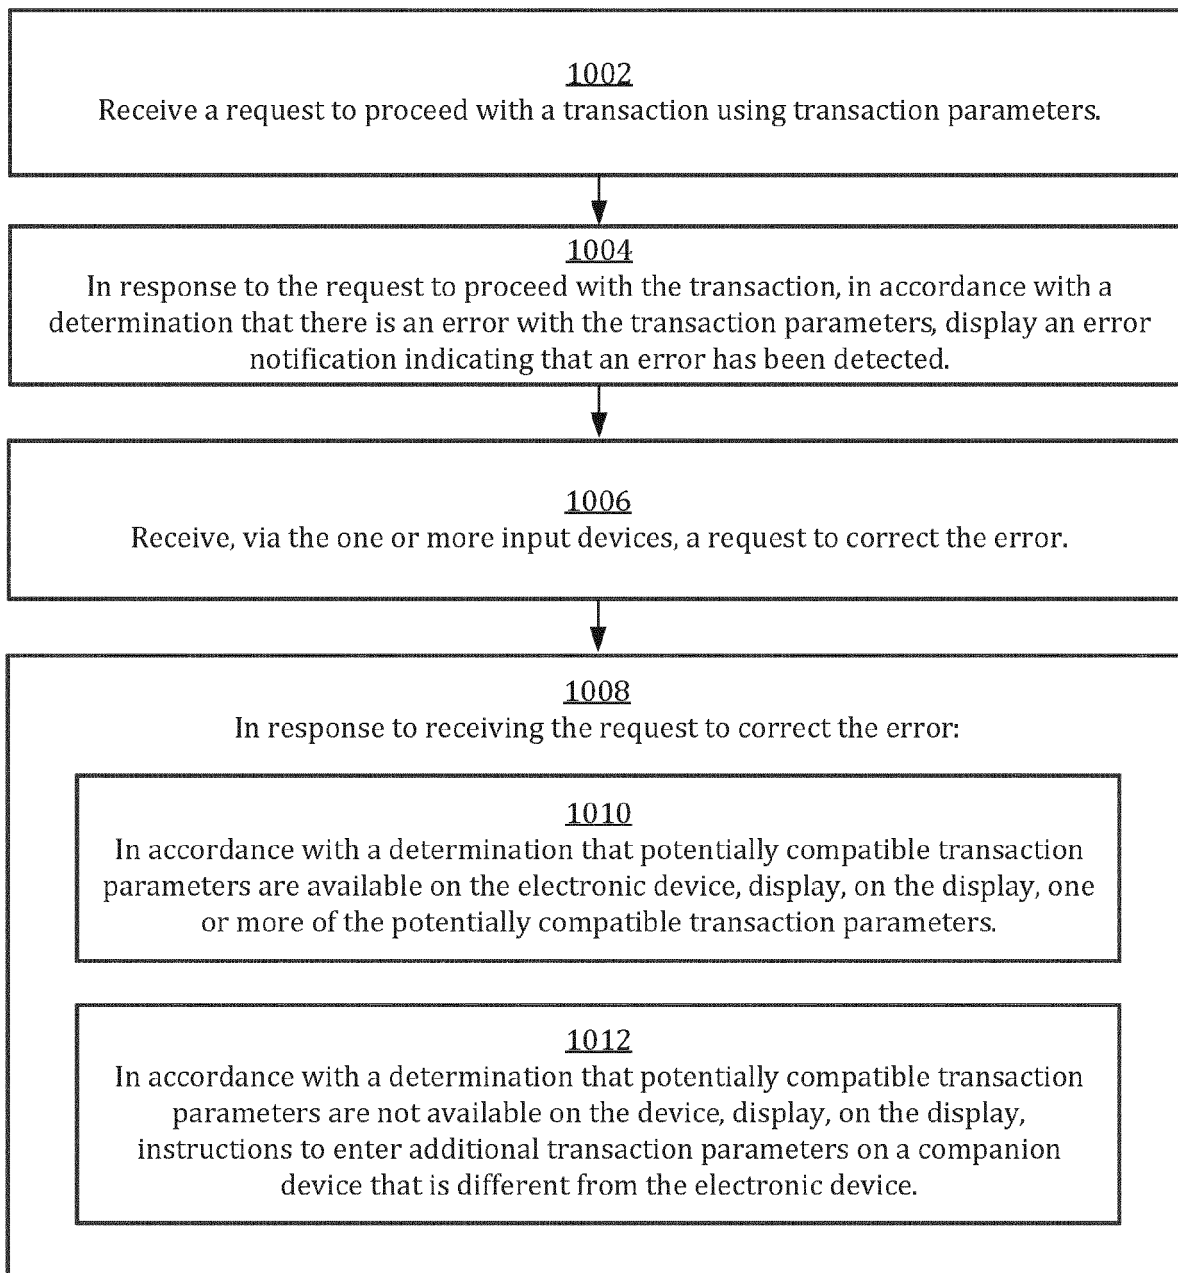 1002
Receive a request to proceed with a transaction using transaction parameters.
1004
In response to the request to proceed with the transaction, in accordance with a
determination that there is an error with the transaction parameters, display an error
notification indicating that an error has been detected.
1006
Receive, via the one or more input devices, a request to correct the error.
1008
In response to receiving the request to correct the error:
1010
In accordance with a determination that potentially compatible transaction
parameters are available on the electronic device, display, on the display, one
or more of the potentially compatible transaction parameters.
1012
In accordance with a determination that potentially compatible transaction
parameters are not available on the device, display, on the display,
instructions to enter additional transaction parameters on a companion
device that is different from the electronic device.